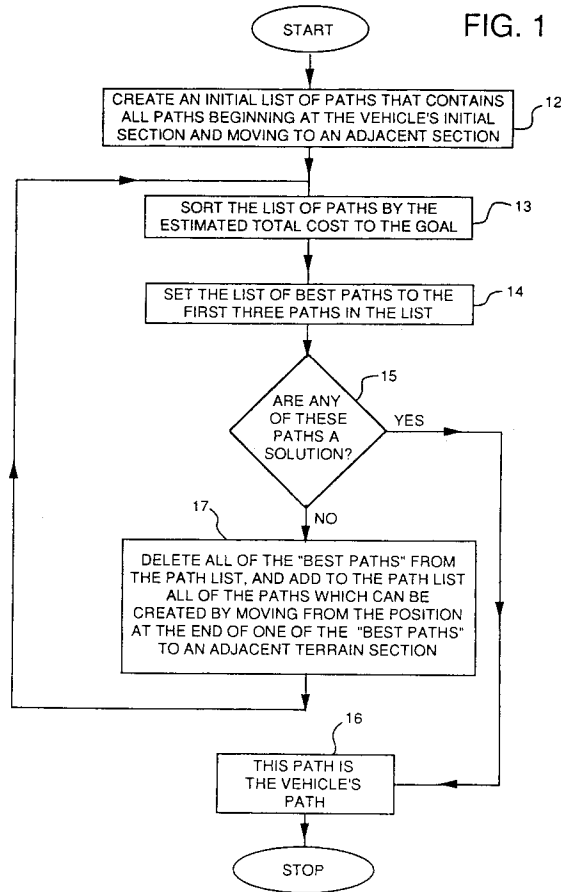 START
FIG. 1
CREATE AN INITIAL LIST OF PATHS THAT CONTAINS
ALL PATHS BEGINNING AT THE VEHICLE'S INITIAL
SECTION AND MOVING TO AN ADJACENT SECTION
12
SORT THE LIST OF PATHS BY THE
ESTIMATED TOTAL COST TO THE GOAL
13
SET THE LIST OF BEST PATHS TO THE
FIRST THREE PATHS IN THE LIST
14
15
ARE ANY
OF THESE
PATHS A
SOLUTION?
YES
NO
17
DELETE ALL OF THE "BEST PATHS" FROM
THE PATH LIST, AND ADD TO THE PATH LIST
ALL OF THE PATHS WHICH CAN BE
CREATED BY MOVING FROM THE POSITION
AT THE END OF ONE OF THE "BEST PATHS"
TO AN ADJACENT TERRAIN SECTION
16
THIS PATH IS
THE VEHICLE'S
PATH
STOP